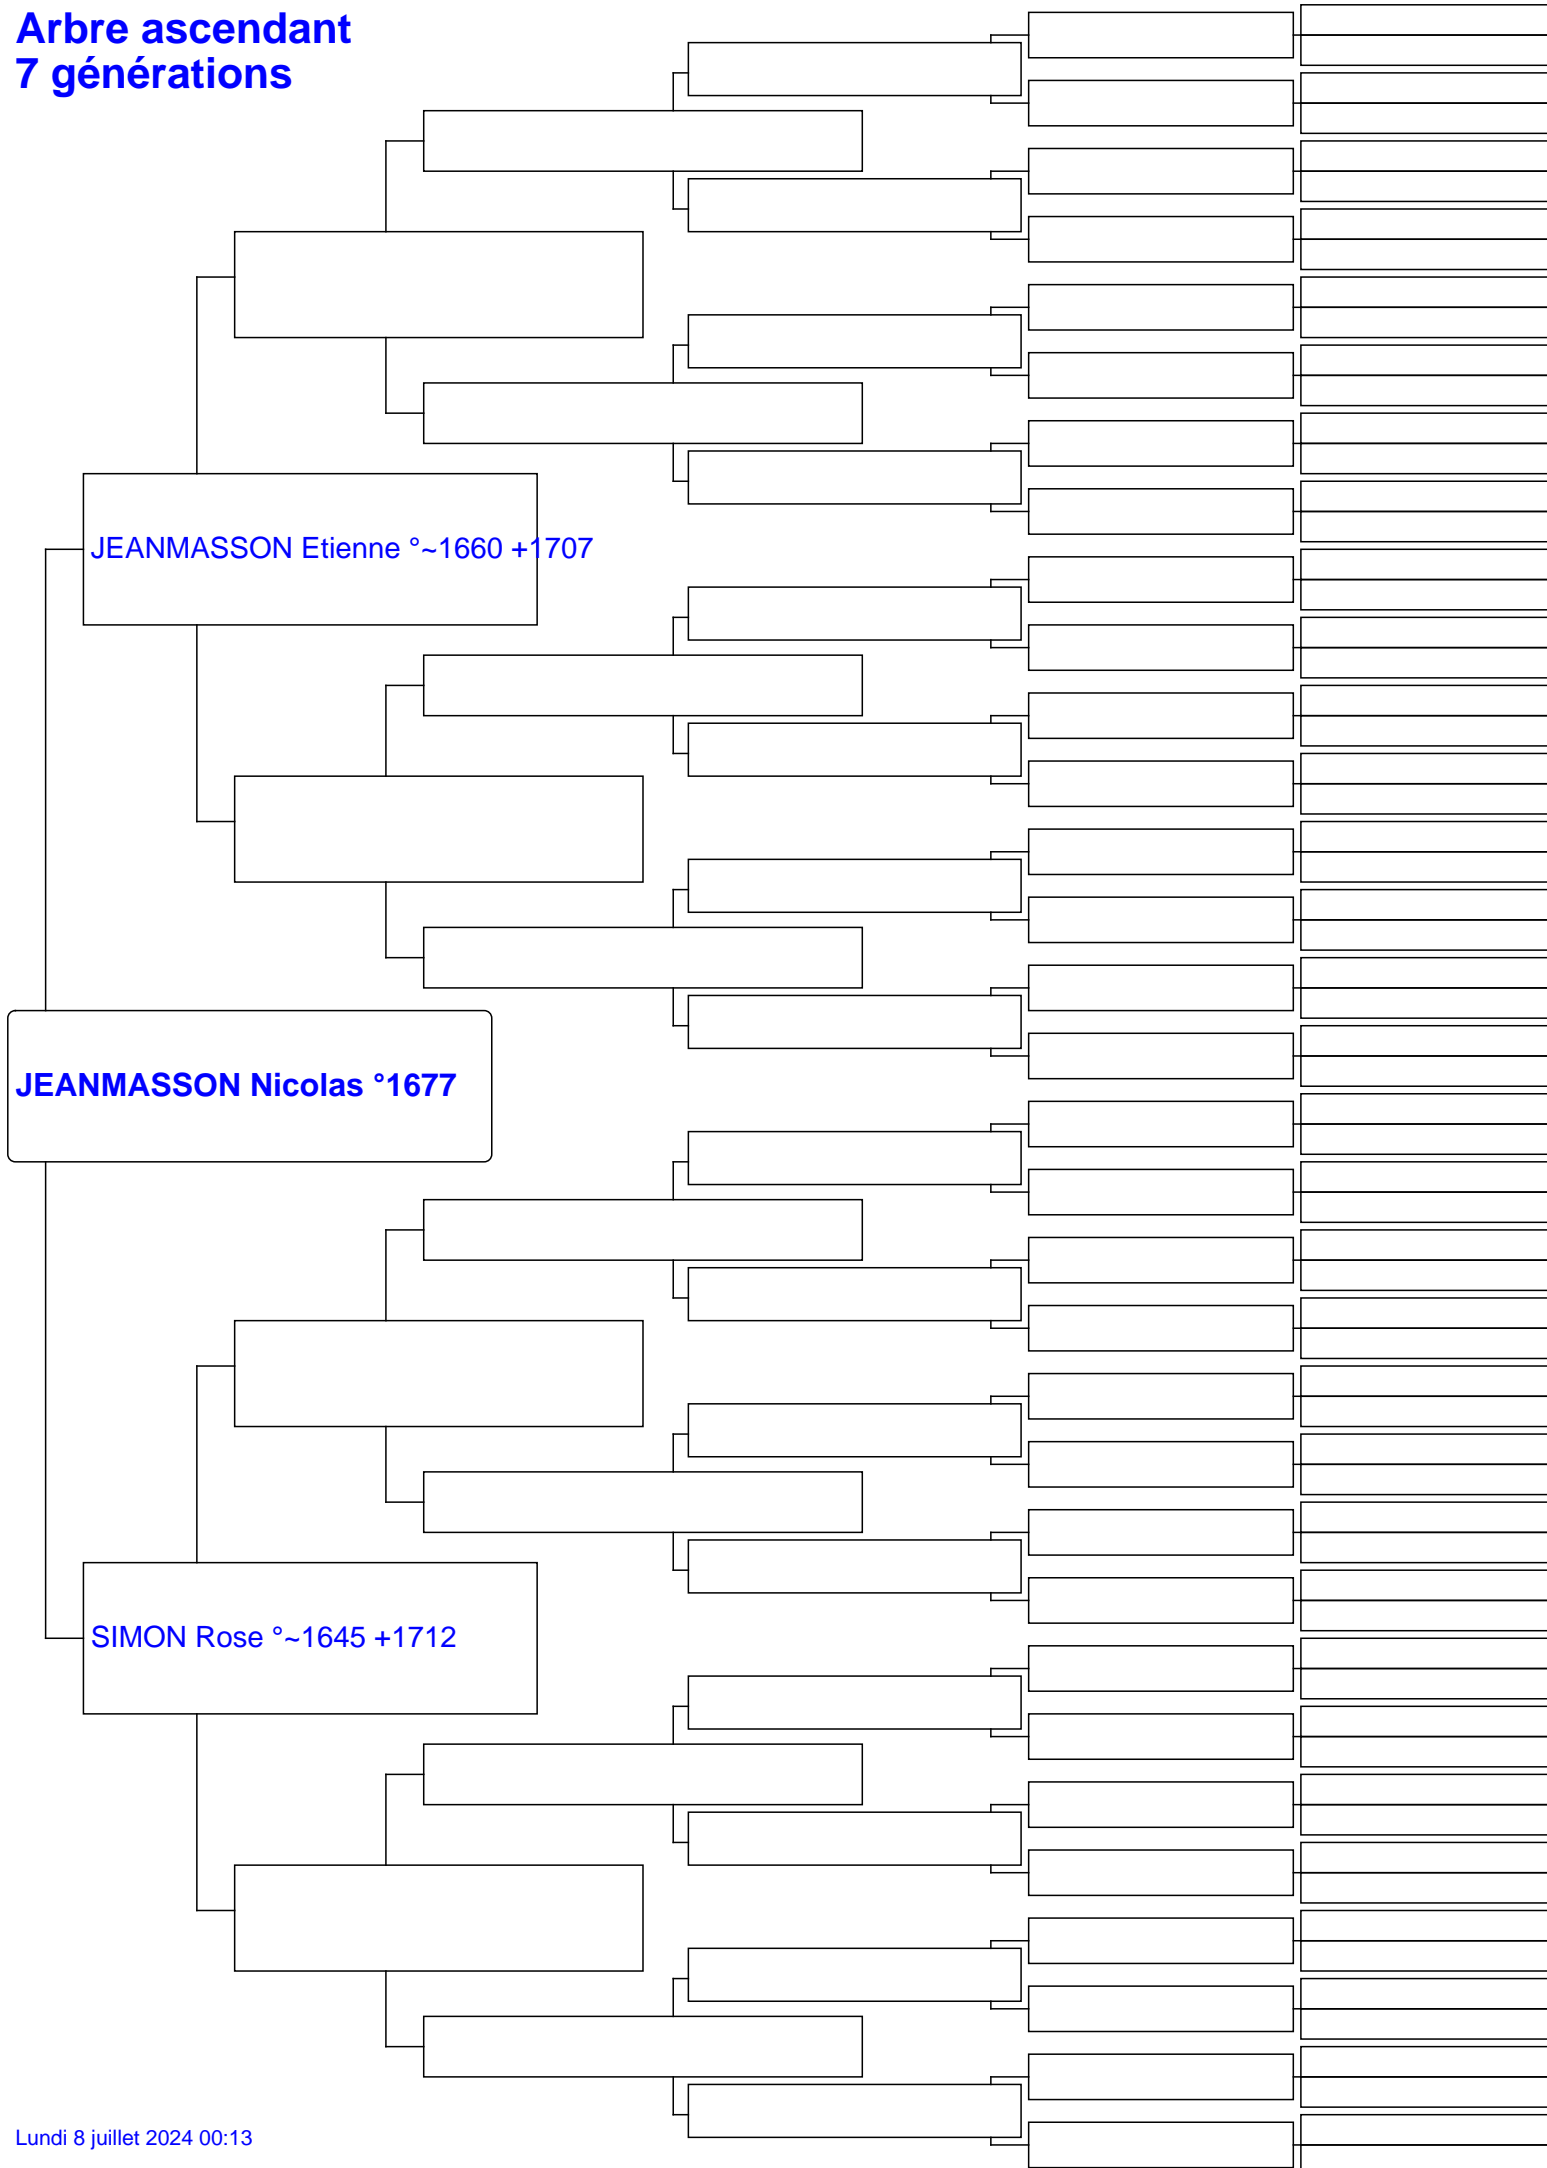 Arbre ascendant
7 générations
JEANMASSON Etienne °~1660 +1707
JEANMASSON Nicolas °1677
SIMON Rose °~1645 +1712
Lundi 8 juillet 2024 00:13